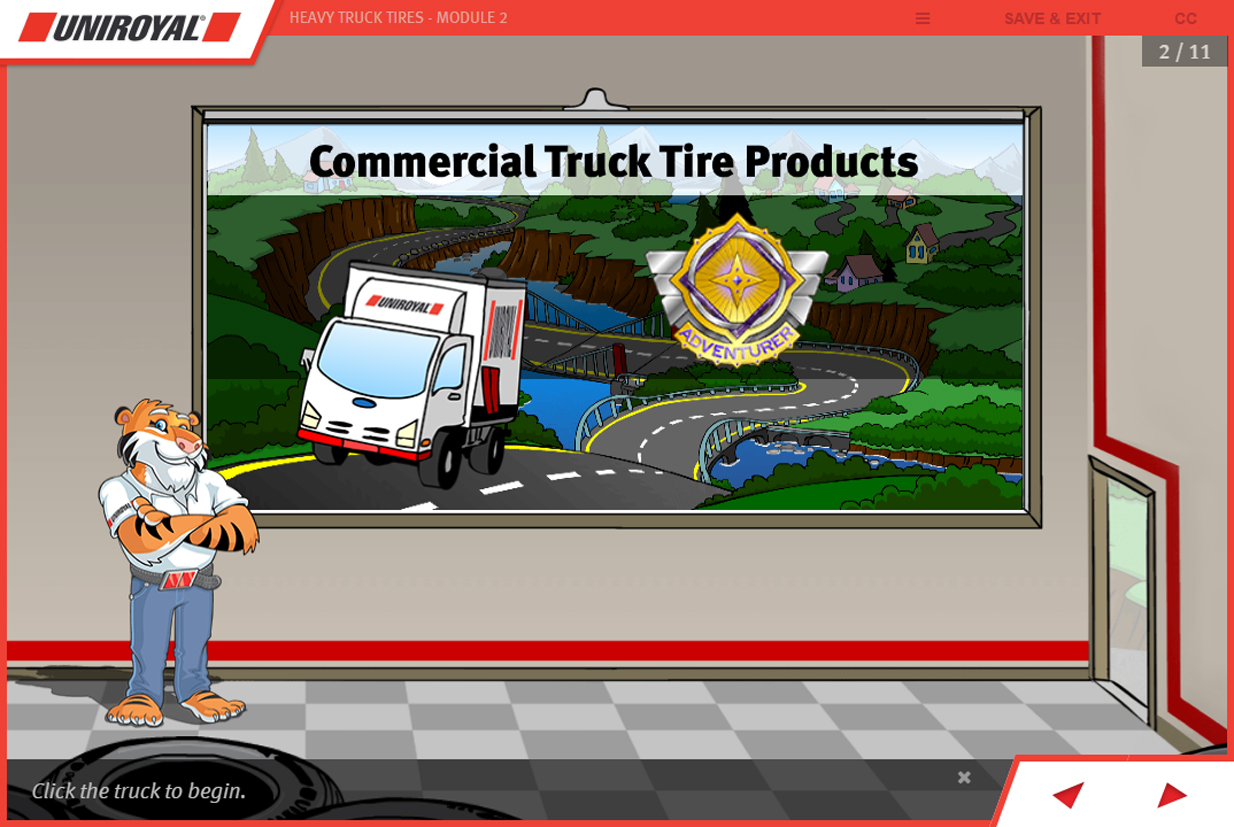 UNIROYAL®
HEAVY TRUCK TIRES - MODULE 2
SAVE & EXIT
CC
2 / 11
Commercial Truck Tire Products
UNIROYAL
ADVENTURER
UNIROYAL
Click the truck to begin.